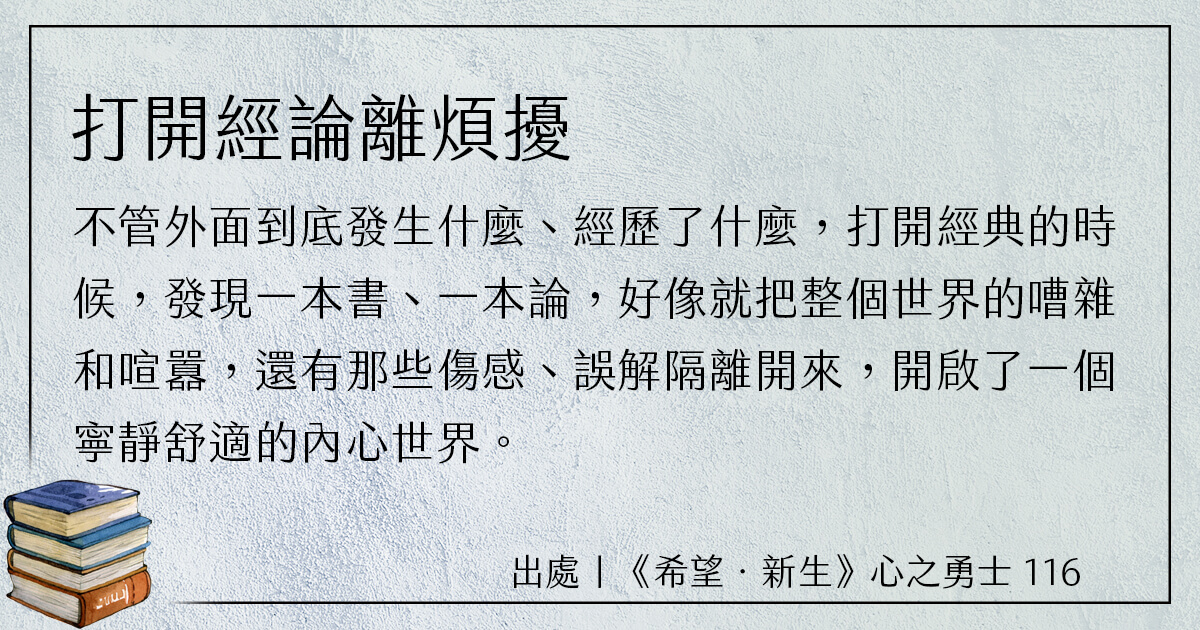 打開經論離煩擾
不管外面到底發生什麼、經歷了什麼，打開經典的時
候，發現一本書、一本論，好像就把整個世界的嘈雜
和喧囂，還有那些傷感、誤解隔離開來，開啟了一個
寧靜舒適的內心世界。
出處｜《希望．新生》心之勇士 116